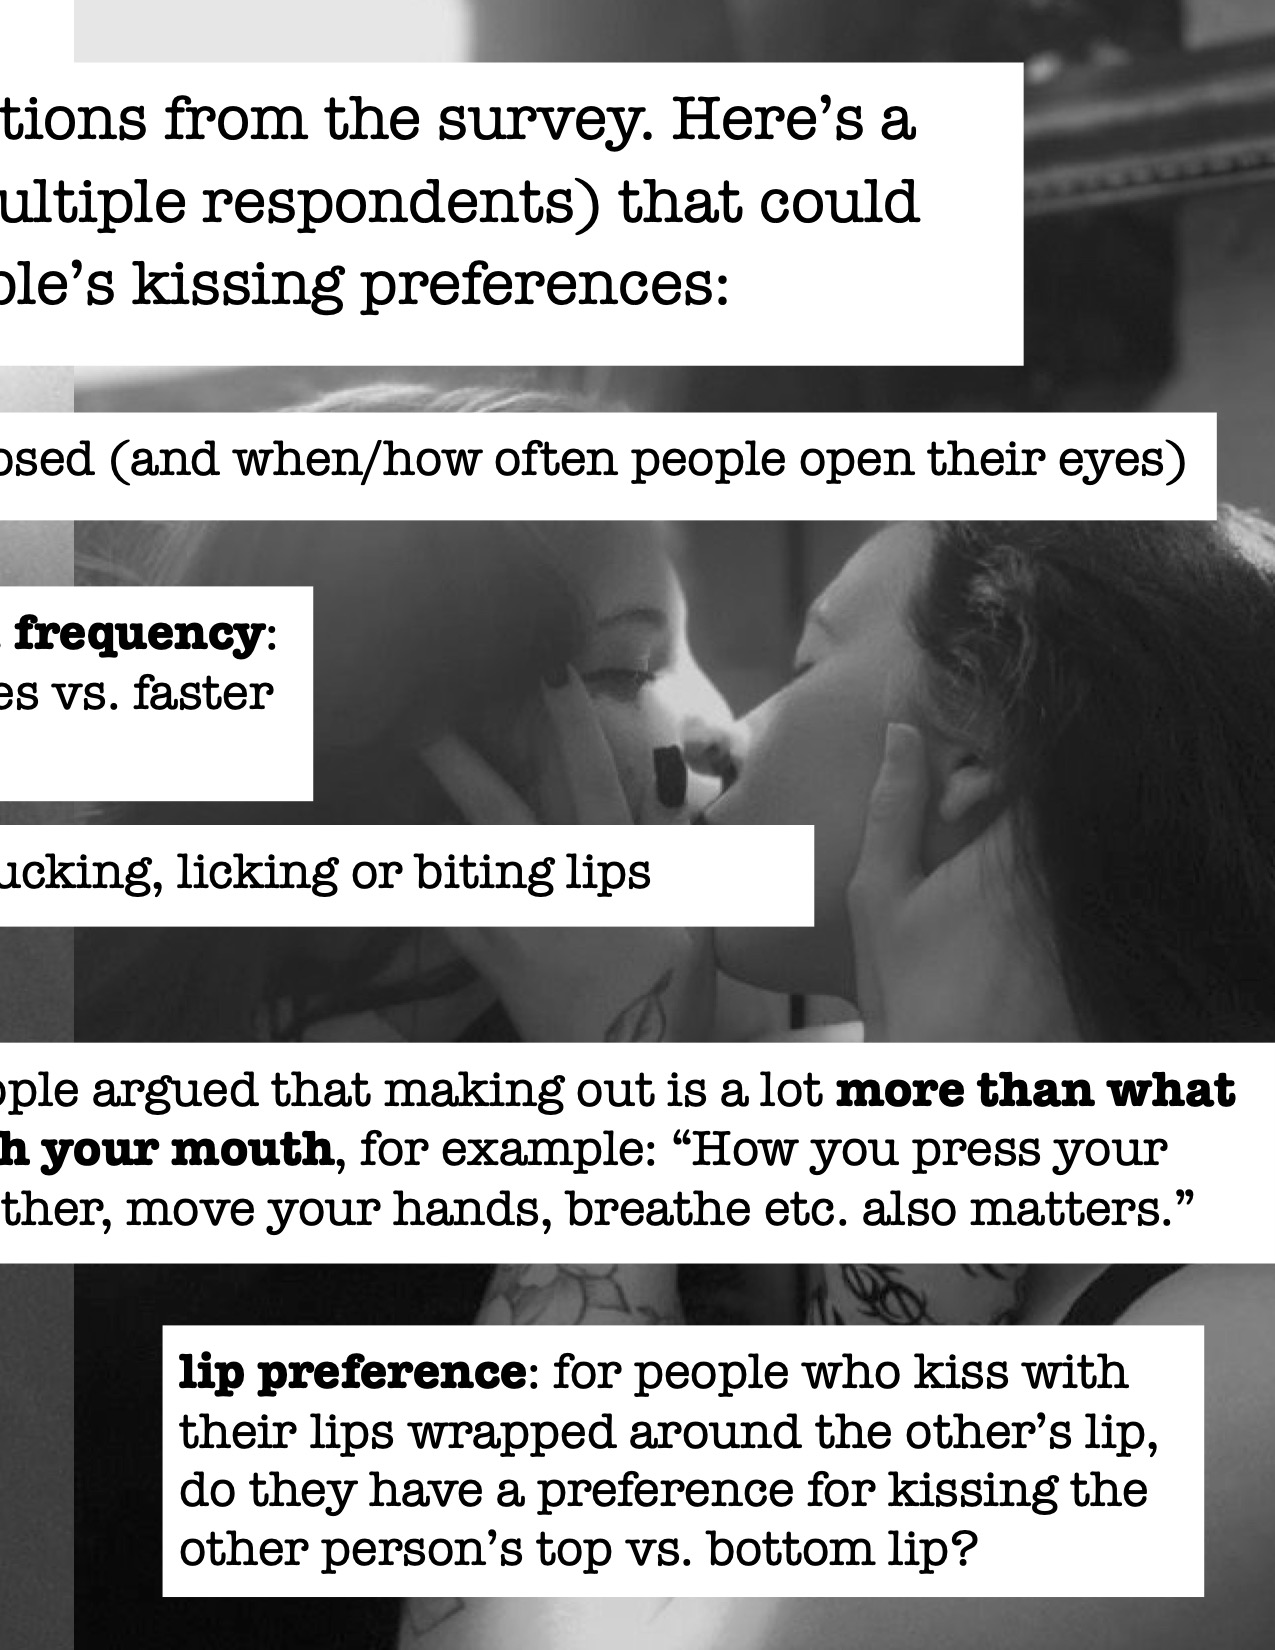 tions from the survey. Here's a
ultiple respondents) that could
ple's kissing preferences:
osed (and when/how often people open their eyes)
frequency:
es vs. faster
ucking, licking or biting lips
ople argued that making out is a lot more than what
h your mouth, for example: “How you press your
ther, move your hands, breathe etc. also matters.”
lip preference: for people who kiss with
their lips wrapped around the other's lip,
do they have a preference for kissing the
other person's top vs. bottom lip?